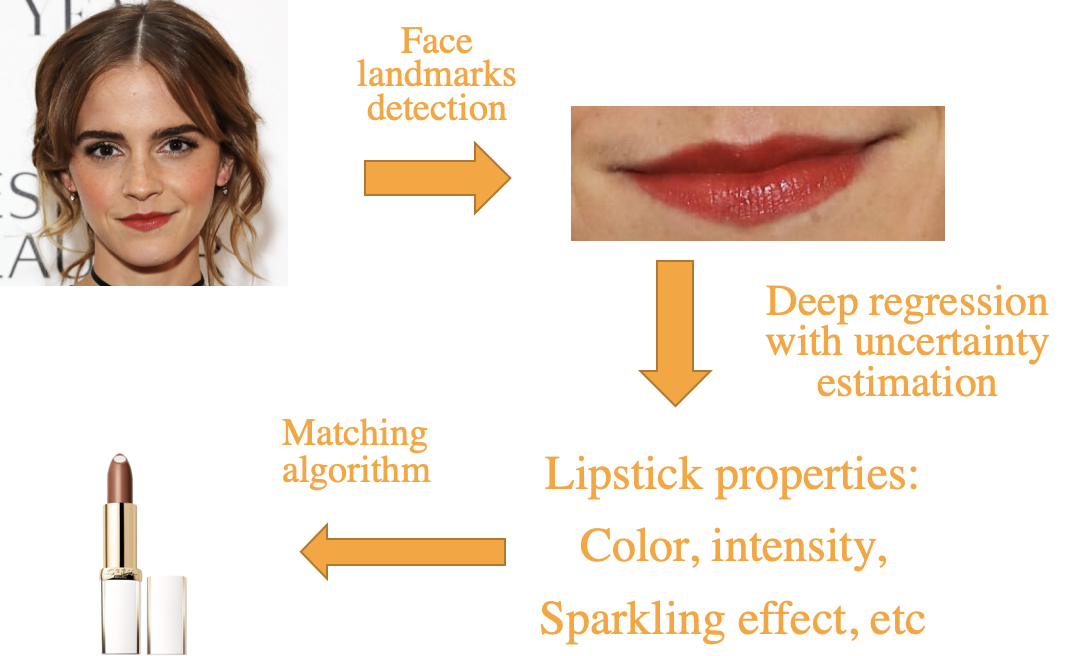 Face
landmarks
detection
Deep regression
with uncertainty
estimation
Lipstick properties:
Color, intensity,
Sparkling effect, etc
Matching
algorithm